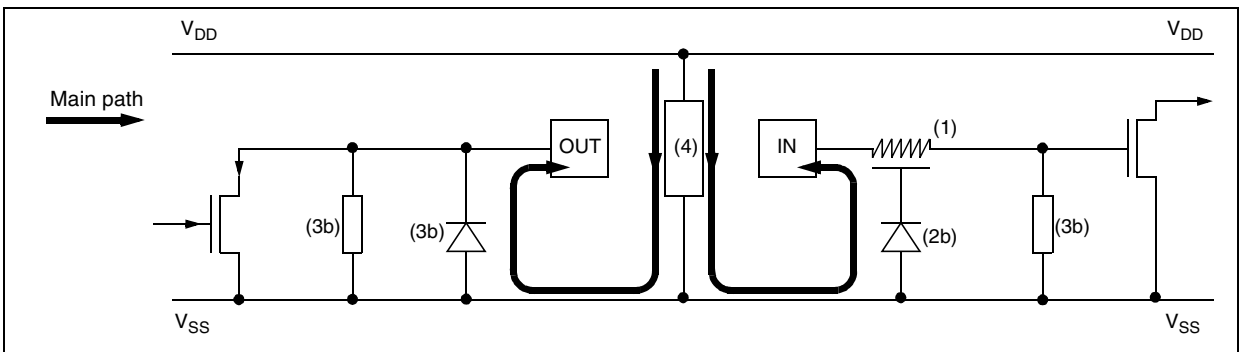 V_DD V_DD
Main path
OUT (4) IN (1)
(3b) (3b) (2b) (3b)
V_SS V_SS